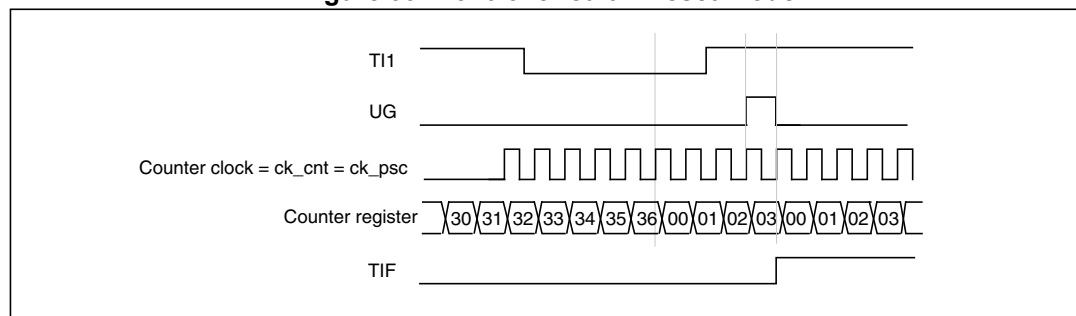 TI1
UG
Counter clock = ck_cnt = ck_psc
Counter register 30 31 32 33 34 35 36 00 01 02 03 00 01 02 03
TIF